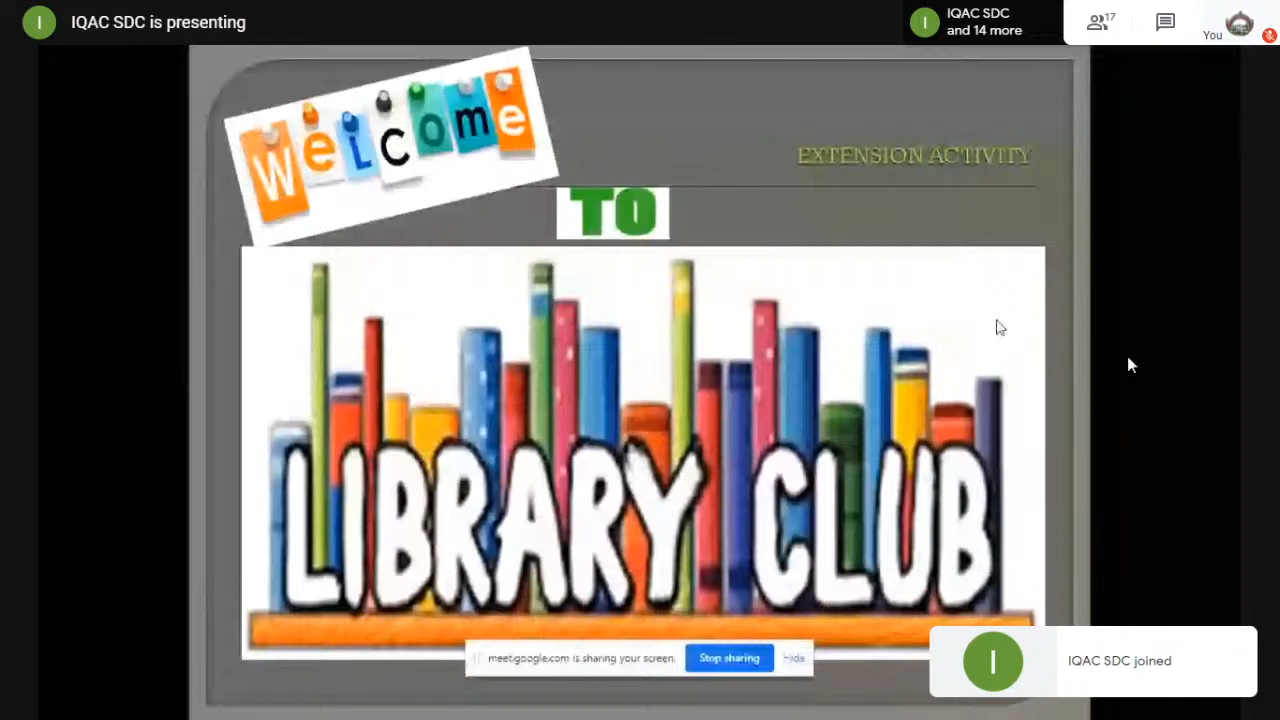 I
IQAC SDC is presenting
I
IQAC SDC
and 14 more
17
You
WeLcome
EXTENSION ACTIVITY
TO
LIBRARY CLUB
meet.google.com is sharing your screen.
Stop sharing
Hide
I
IQAC SDC joined